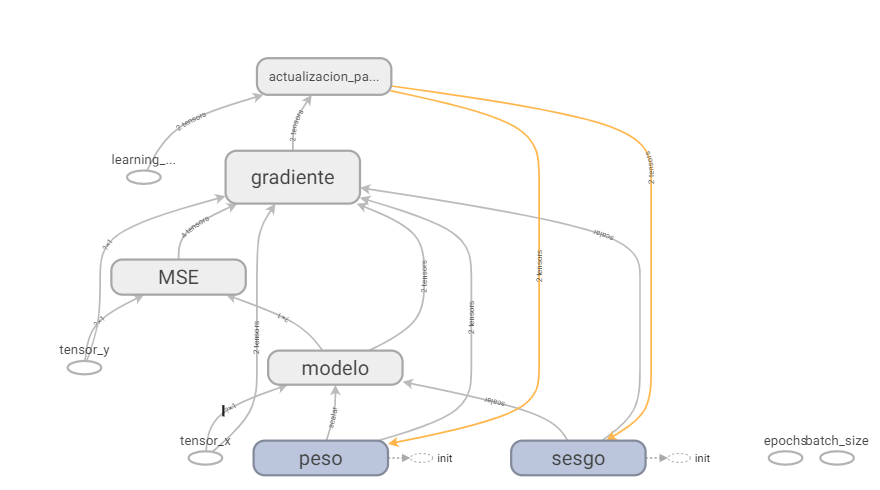 actualizacion_pa...
2 tensors
2 tensors
learning_...
2 tensors
gradiente
4 tensors
scalar
?×1
MSE
2 tensors
2 tensors
?×1
2 tensors
?×1
2 tensors
tensor_y
modelo
?×1
scalar
scalar
tensor_x
epochs
batch_size
peso
init
sesgo
init